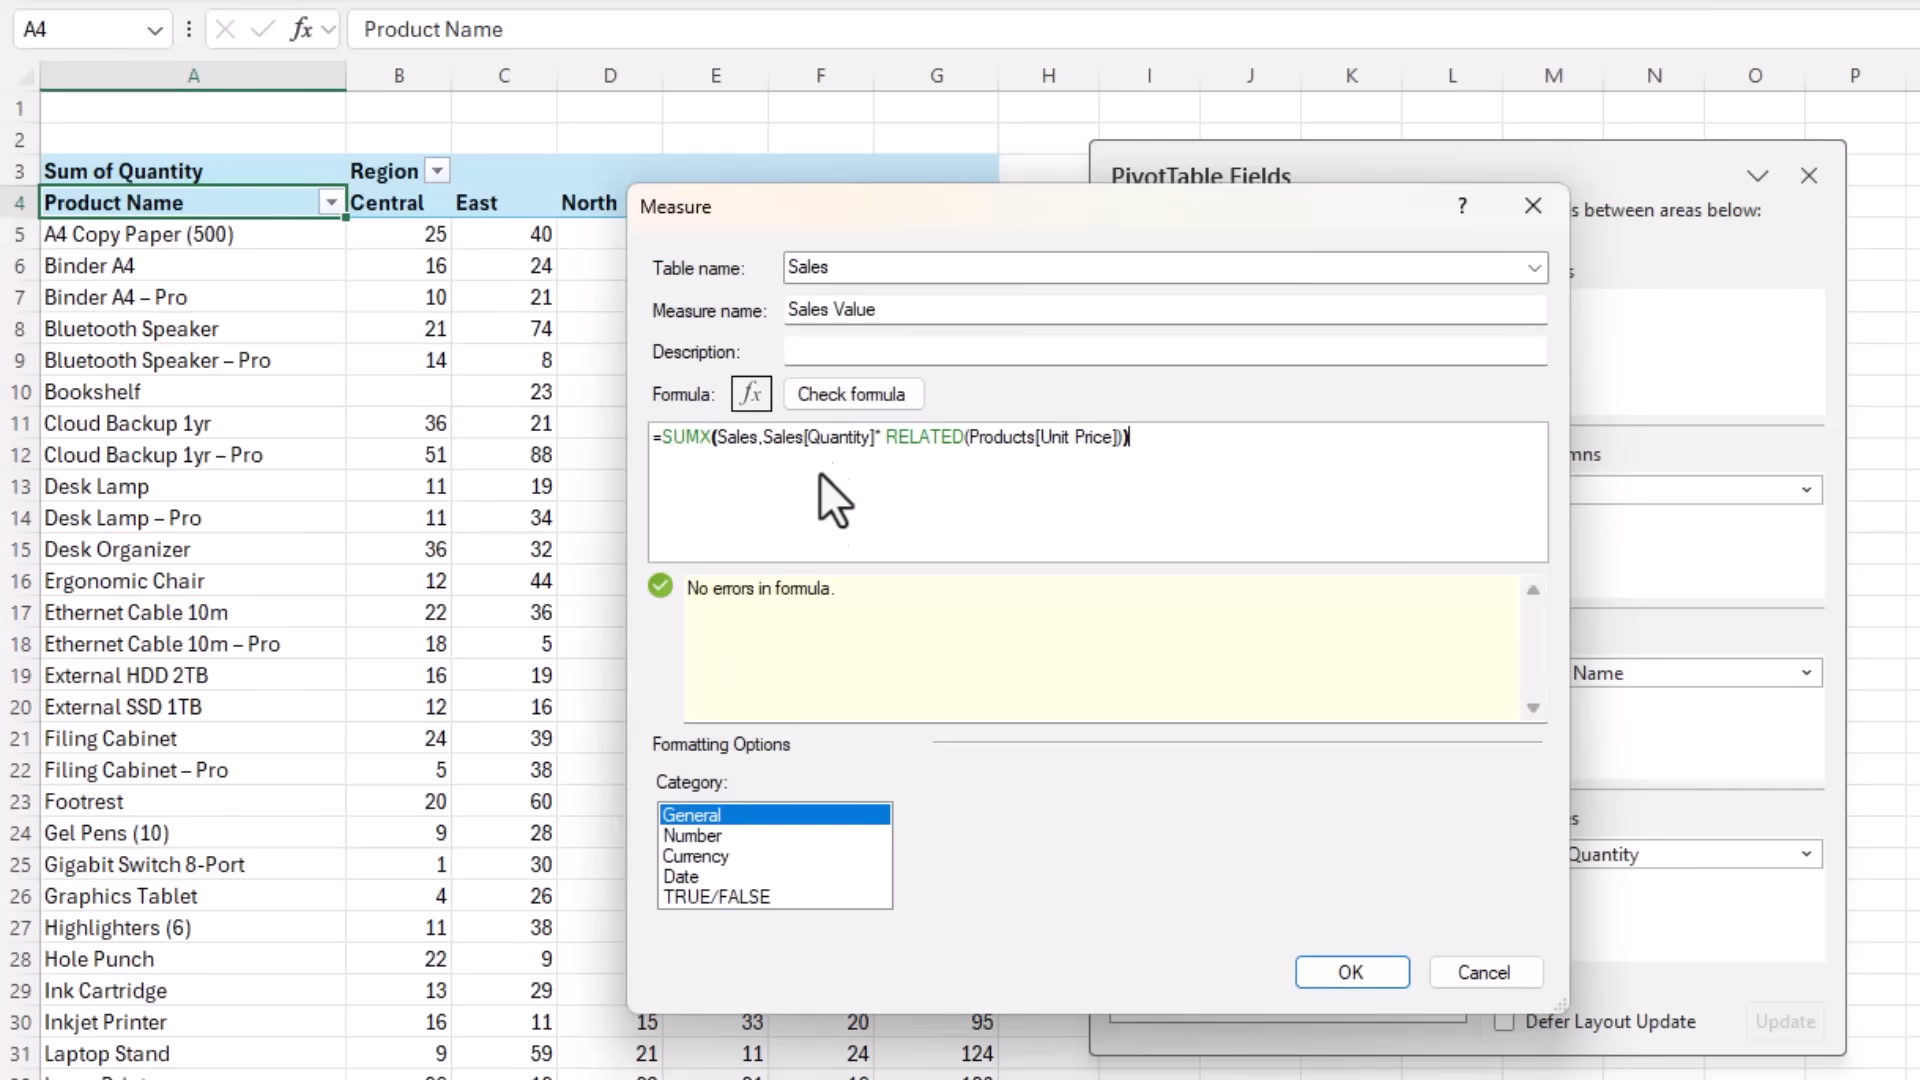 A4 fx Product Name
A B C D E F G H I J K L M N O P
1
2
3 Sum of Quantity Region
4 Product Name Central East North
5 A4 Copy Paper (500) 25 40
6 Binder A4 16 24
7 Binder A4 – Pro 10 21
8 Bluetooth Speaker 21 74
9 Bluetooth Speaker – Pro 14 8
10 Bookshelf 23
11 Cloud Backup 1yr 36 21
12 Cloud Backup 1yr – Pro 51 88
13 Desk Lamp 11 19
14 Desk Lamp – Pro 11 34
15 Desk Organizer 36 32
16 Ergonomic Chair 12 44
17 Ethernet Cable 10m 22 36
18 Ethernet Cable 10m – Pro 18 5
19 External HDD 2TB 16 19
20 External SSD 1TB 12 16
21 Filing Cabinet 24 39
22 Filing Cabinet – Pro 5 38
23 Footrest 20 60
24 Gel Pens (10) 9 28
25 Gigabit Switch 8-Port 1 30
26 Graphics Tablet 4 26
27 Highlighters (6) 11 38
28 Hole Punch 22 9
29 Ink Cartridge 13 29
30 Inkjet Printer 16 11 15 33 20 95
31 Laptop Stand 9 59 21 11 24 124
PivotTable Fields
s between areas below:
Name
Quantity
Defer Layout Update Update
Measure ?
Table name: Sales
Measure name: Sales Value
Description:
Formula: fx Check formula
=SUMX(Sales,Sales[Quantity]* RELATED(Products[Unit Price]))
No errors in formula.
Formatting Options
Category:
General
Number
Currency
Date
TRUE/FALSE
OK Cancel